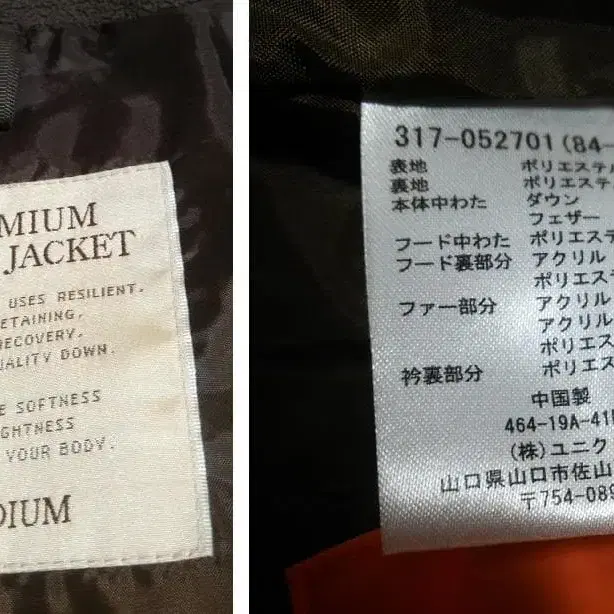 MIUM
JACKET
USES RESILIENT.
ETAINING.
RECOVERY.
UALITY DOWN.
E SOFTNESS
GHTNESS
YOUR BODY.
DIUM
317-052701(84-
表地 ポリエステル
裏地 ポリエステ
本体中わた ダウン
フェザー
フード中わた ポリエステ
フード裏部分 アクリル
ポリエス
ファー部分 アクリル
アクリル
ポリエス
衿裏部分 ポリエス
中国製
464-19A-41
(株)ユニク
山口県山口市佐山
〒754-089